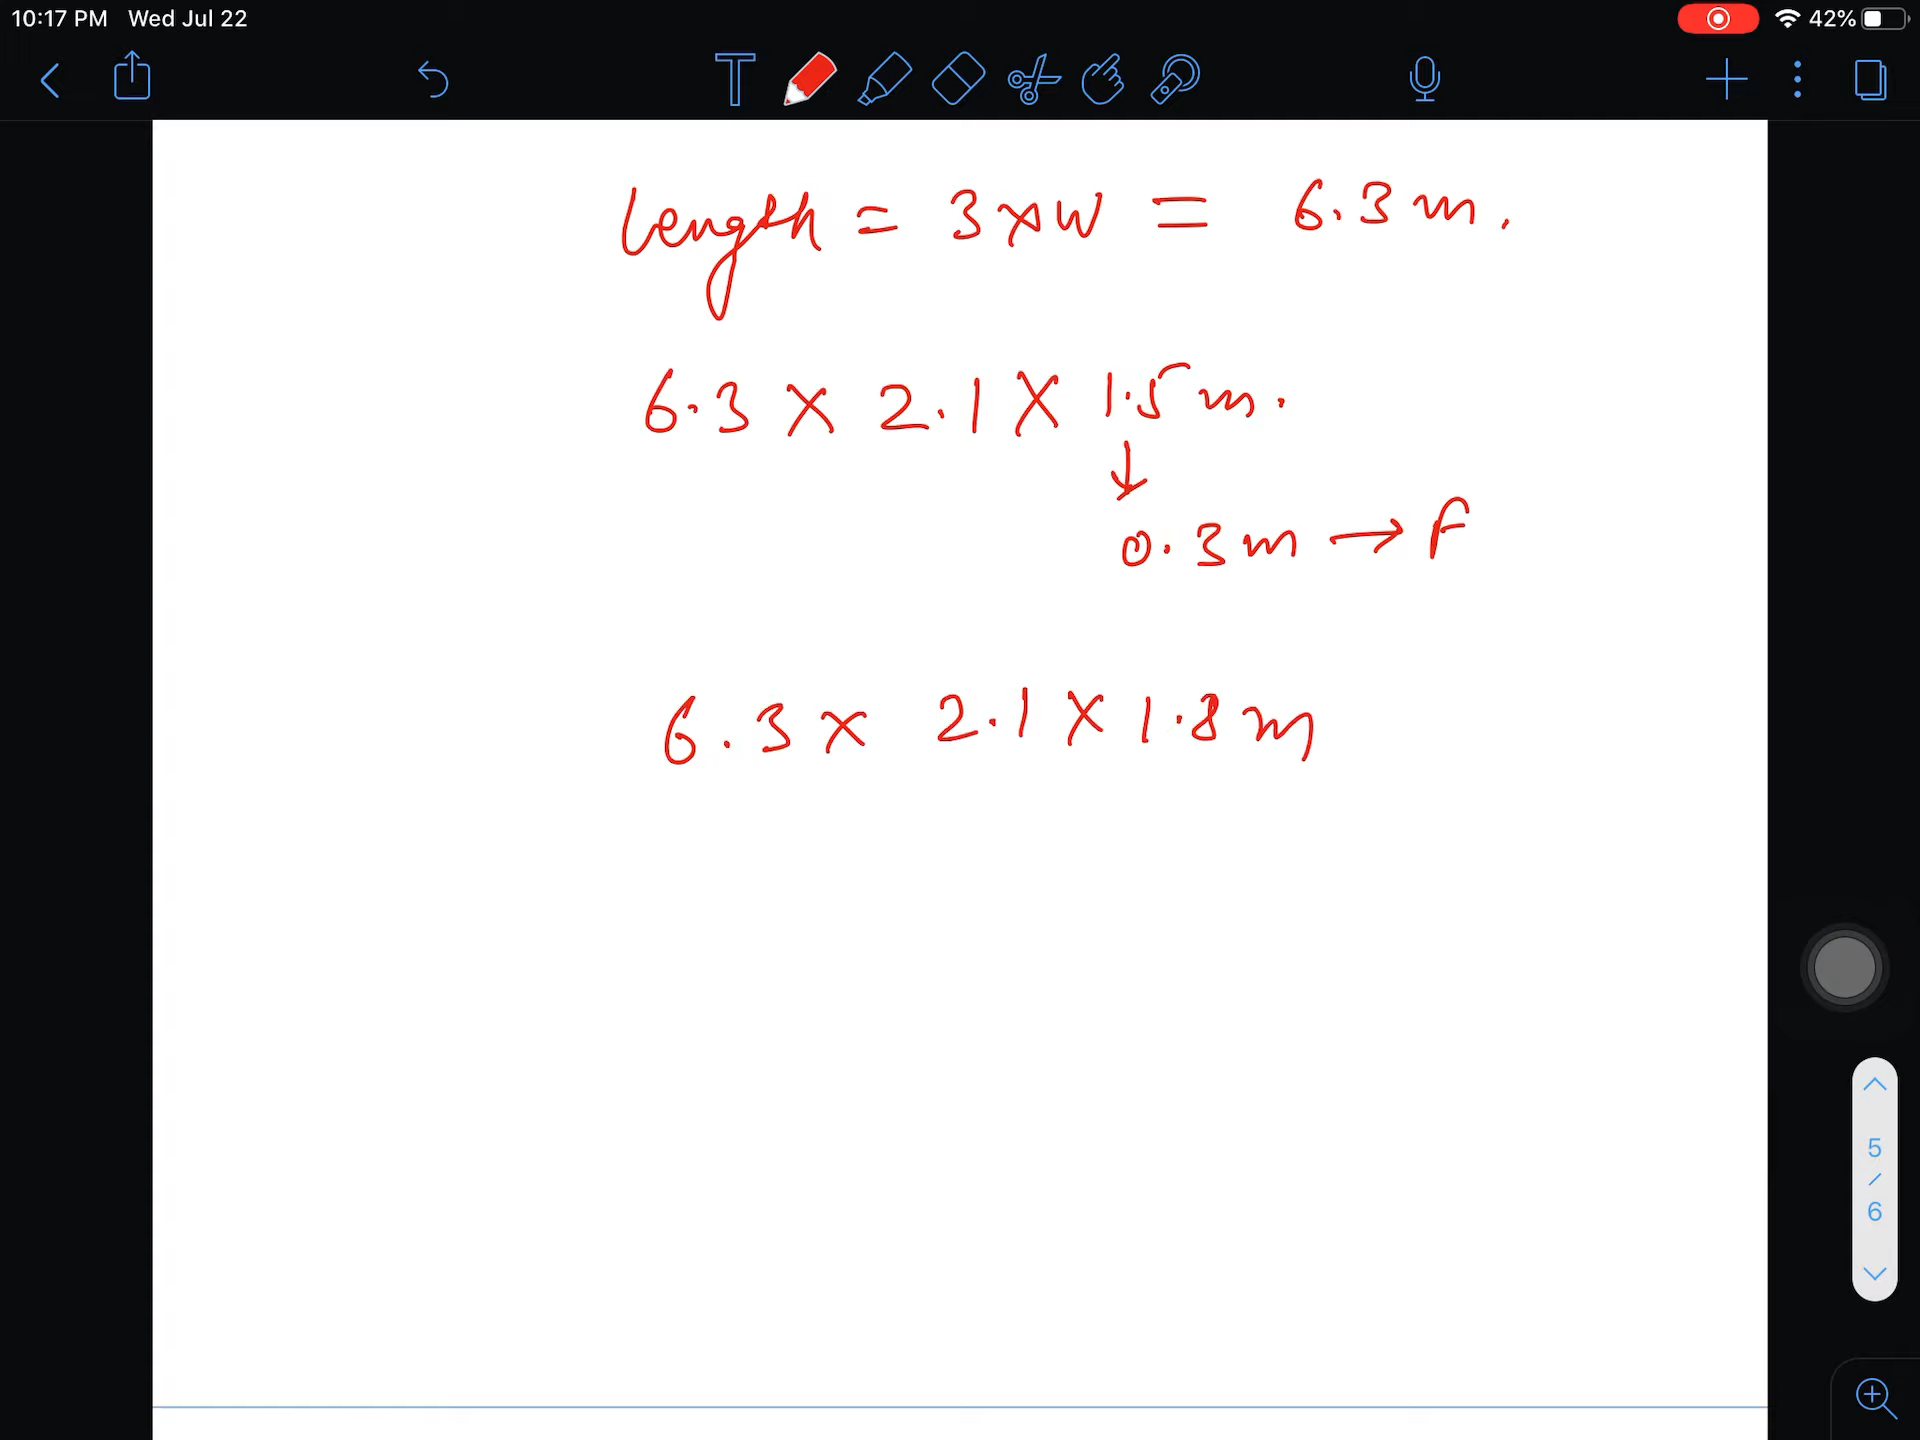 10:17 PM Wed Jul 22 42%
T
Length = 3 x W = 6.3 m.
6.3 X 2.1 X 1.5 m.
↓
0.3 m → F
6.3 x 2.1 X 1.8 m
5
/
6